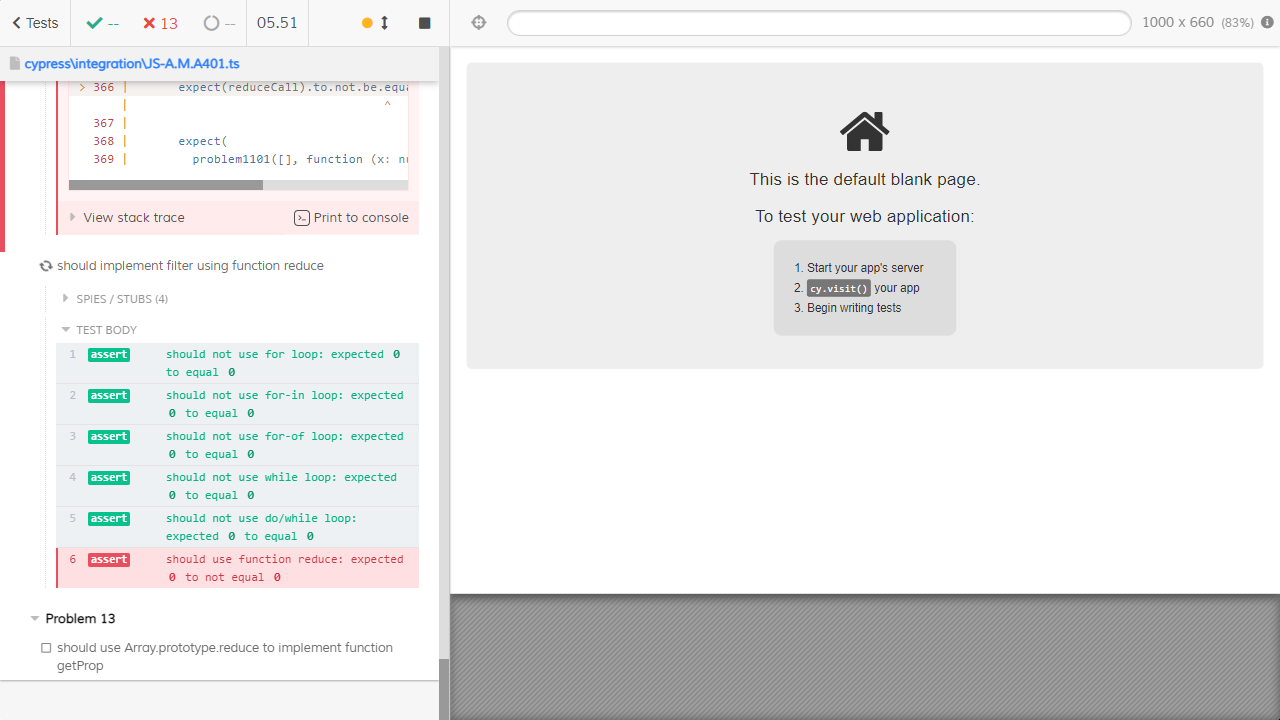 Tests -- 13 -- 05.51 1000 x 660 (83%)
cypress\integration\JS-A.M.A401.ts
> 366 | expect(reduceCall).to.not.be.equa
| ^
367 |
368 | expect(
369 | problem1101([], function (x: nu
View stack trace Print to console
should implement filter using function reduce
SPIES / STUBS (4)
TEST BODY
1 assert should not use for loop: expected 0
to equal 0
2 assert should not use for-in loop: expected
0 to equal 0
3 assert should not use for-of loop: expected
0 to equal 0
4 assert should not use while loop: expected
0 to equal 0
5 assert should not use do/while loop:
expected 0 to equal 0
6 assert should use function reduce: expected
0 to not equal 0
Problem 13
should use Array.prototype.reduce to implement function
getProp
This is the default blank page.
To test your web application:
1. Start your app's server
2. cy.visit() your app
3. Begin writing tests